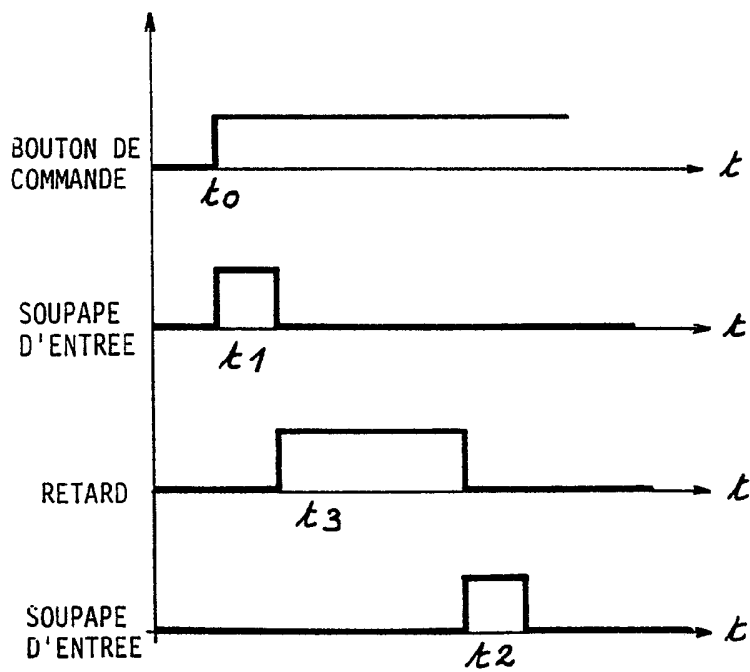 BOUTON DE
COMMANDE
t
t0
SOUPAPE
D'ENTREE
t
t1
RETARD
t
t3
SOUPAPE
D'ENTREE
t
t2